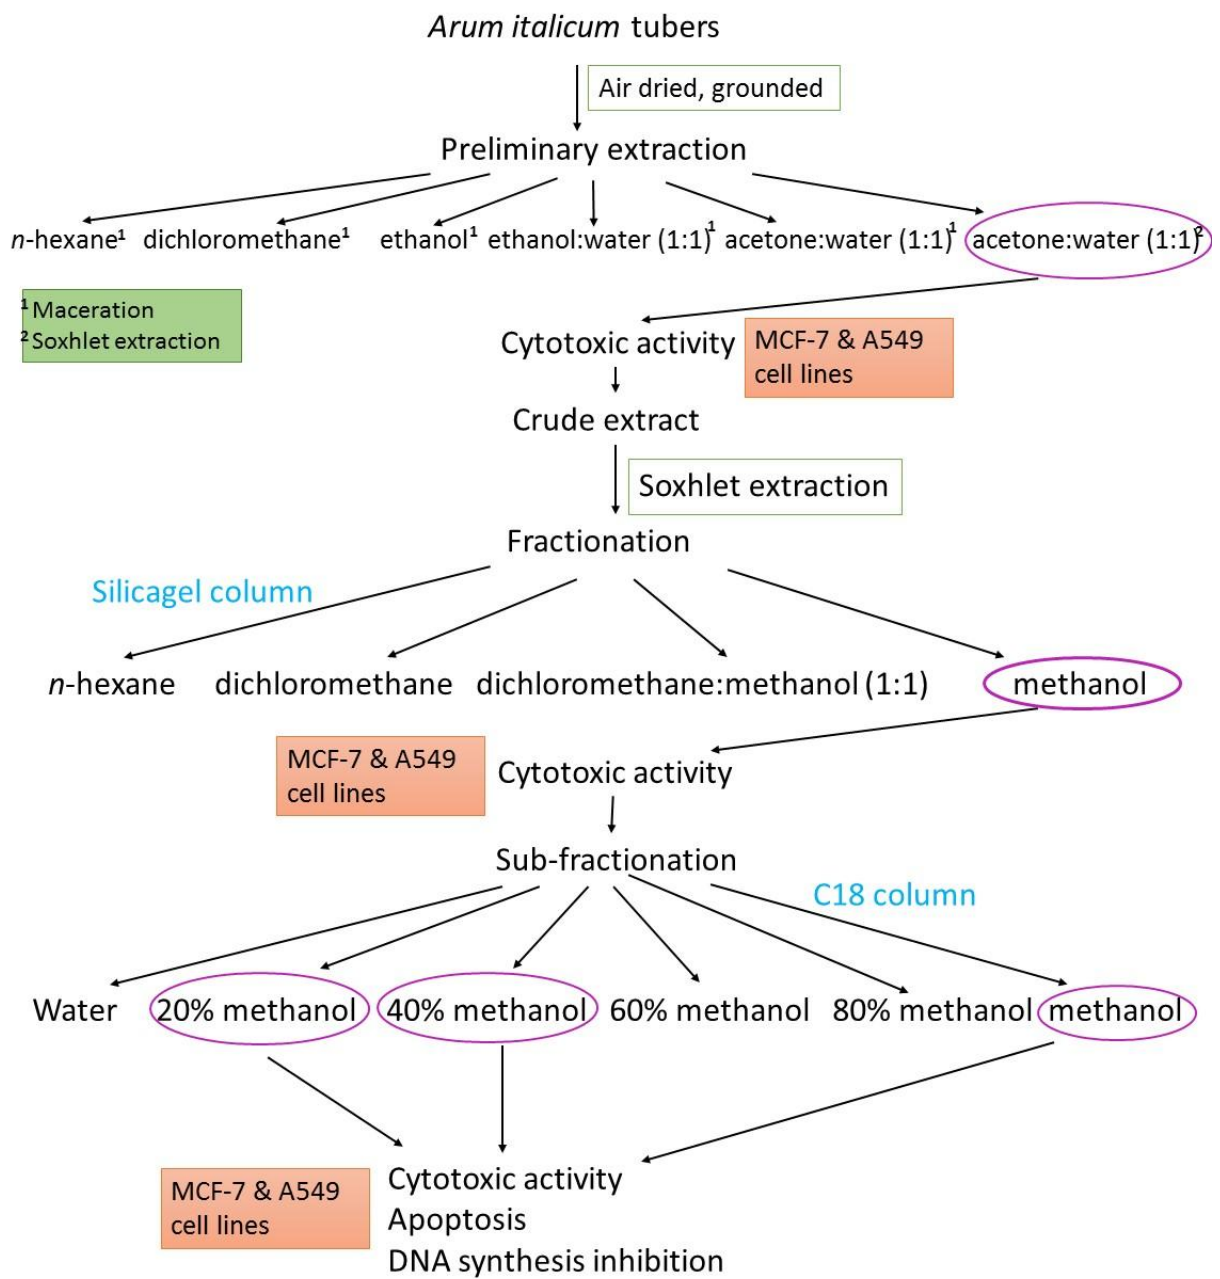 Arum italicum tubers
Air dried, grounded
Preliminary extraction
n-hexane¹ dichloromethane¹ ethanol¹ ethanol:water (1:1)¹ acetone:water (1:1)¹ acetone:water (1:1)²
¹ Maceration
² Soxhlet extraction
Cytotoxic activity
MCF-7 & A549
cell lines
Crude extract
Soxhlet extraction
Fractionation
Silicagel column
n-hexane dichloromethane dichloromethane:methanol (1:1) methanol
MCF-7 & A549
cell lines
Cytotoxic activity
Sub-fractionation
C18 column
Water 20% methanol 40% methanol 60% methanol 80% methanol methanol
MCF-7 & A549
cell lines
Cytotoxic activity
Apoptosis
DNA synthesis inhibition